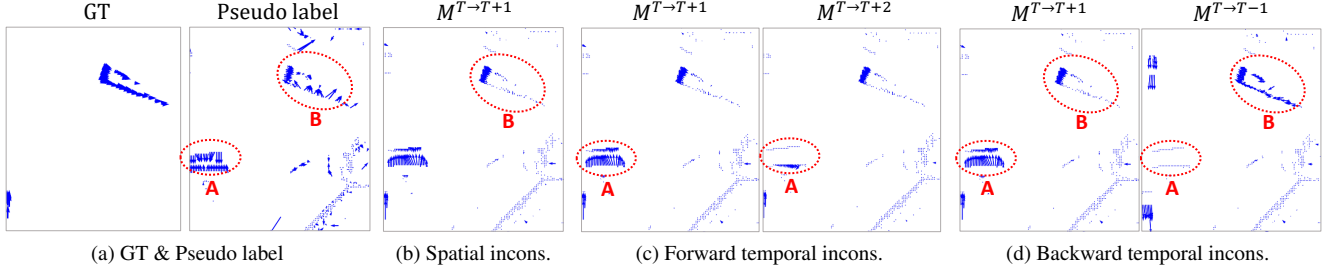 GT Pseudo label $M^{T→T+1}$ $M^{T→T+1}$ $M^{T→T+2}$ $M^{T→T+1}$ $M^{T→T-1}$
B B B B
A A A A A
(a) GT & Pseudo label (b) Spatial incons. (c) Forward temporal incons. (d) Backward temporal incons.